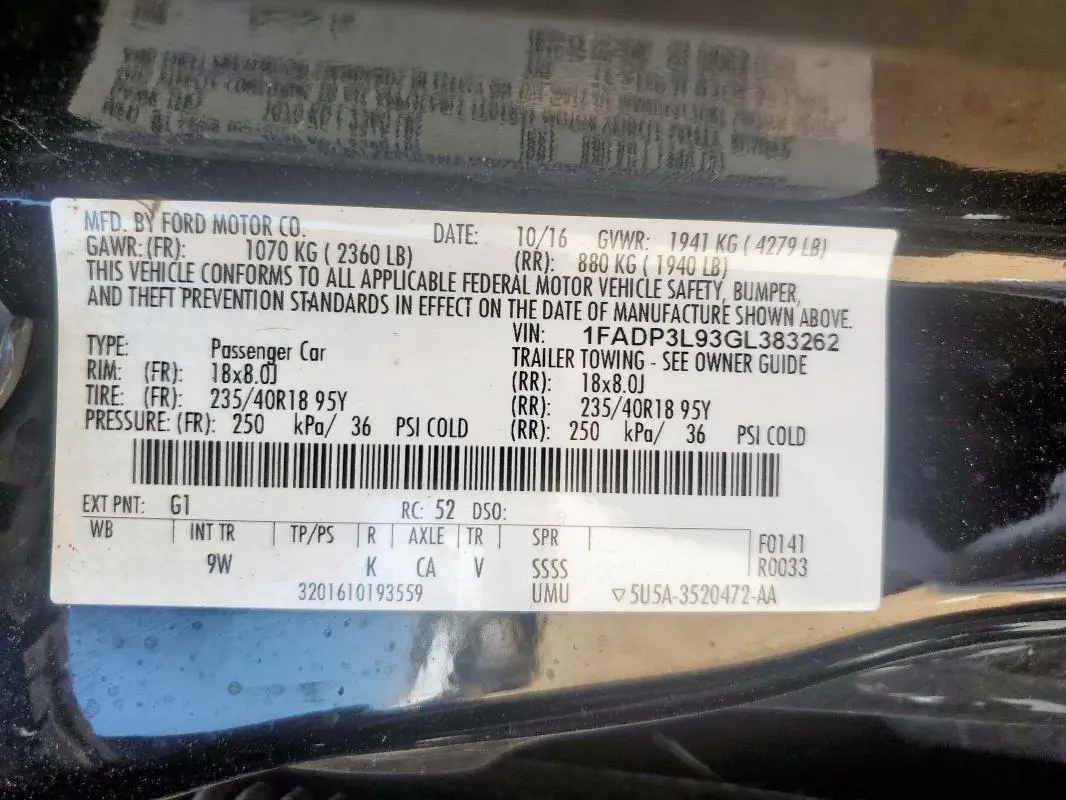 MFD. BY FORD MOTOR CO. DATE: 10/16 GVWR: 1941 KG ( 4279 LB)
GAWR: (FR): 1070 KG ( 2360 LB) (RR): 880 KG ( 1940 LB)
THIS VEHICLE CONFORMS TO ALL APPLICABLE FEDERAL MOTOR VEHICLE SAFETY, BUMPER,
AND THEFT PREVENTION STANDARDS IN EFFECT ON THE DATE OF MANUFACTURE SHOWN ABOVE.
VIN: 1FADP3L93GL383262
TYPE: Passenger Car TRAILER TOWING - SEE OWNER GUIDE
RIM: (FR): 18x8.0J (RR): 18x8.0J
TIRE: (FR): 235/40R18 95Y (RR): 235/40R18 95Y
PRESSURE: (FR): 250 kPa/ 36 PSI COLD (RR): 250 kPa/ 36 PSI COLD
EXT PNT: G1 RC: 52 DSO:
WB INT TR TP/PS R AXLE TR SPR F0141
9W K CA V SSSS R0033
3201610193559 UMU ▽5U5A-3520472-AA